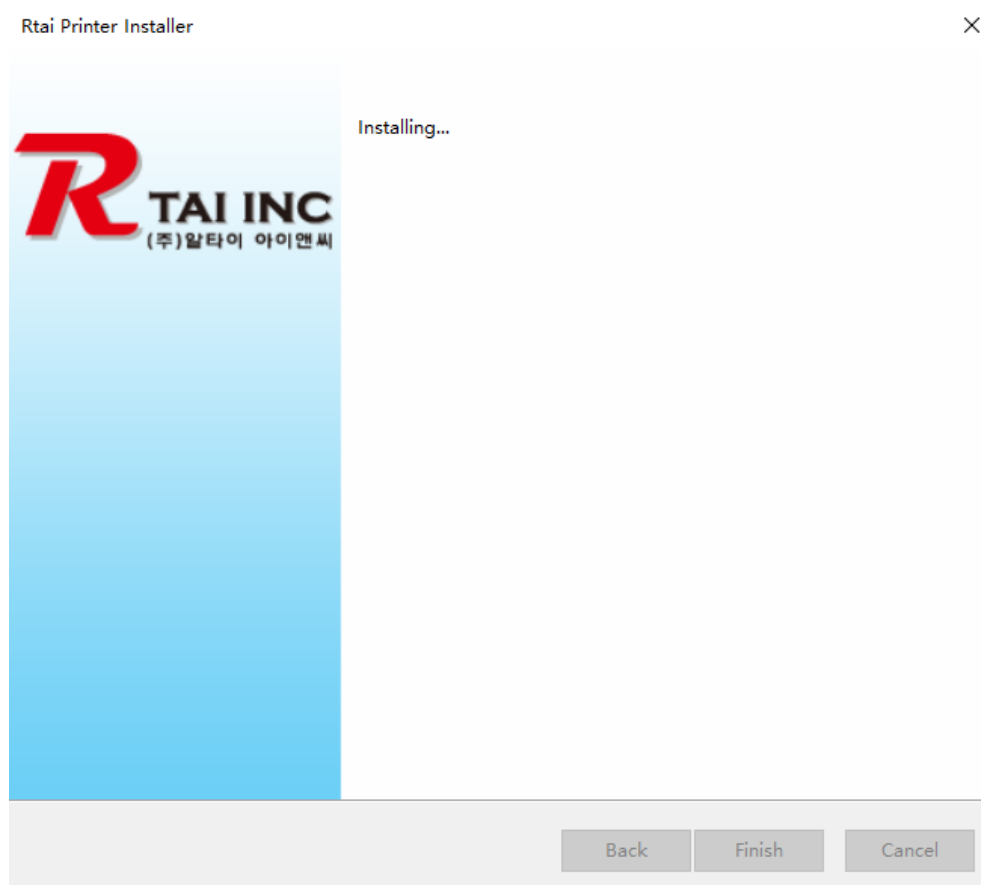 Rtai Printer Installer
Installing...
R TAI INC
(주)알타이 아이앤씨
Back
Finish
Cancel